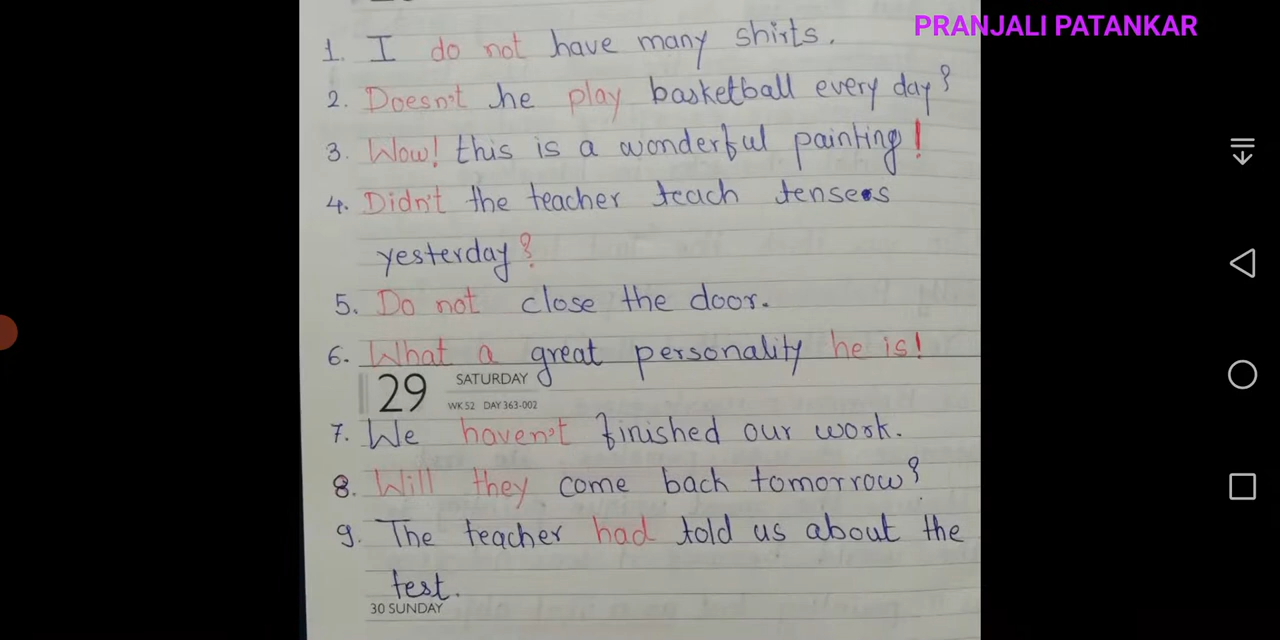 PRANJALI PATANKAR
1. I do not have many shirts.
2. Doesn't he play basketball every day?
3. Wow! this is a wonderful painting!
4. Didn't the teacher teach tenses
yesterday?
5. Do not close the door.
6. What a great personality he is!
29 SATURDAY
WK 52 DAY 363-002
7. We haven't finished our work.
8. Will they come back tomorrow?
9. The teacher had told us about the
test.
30 SUNDAY